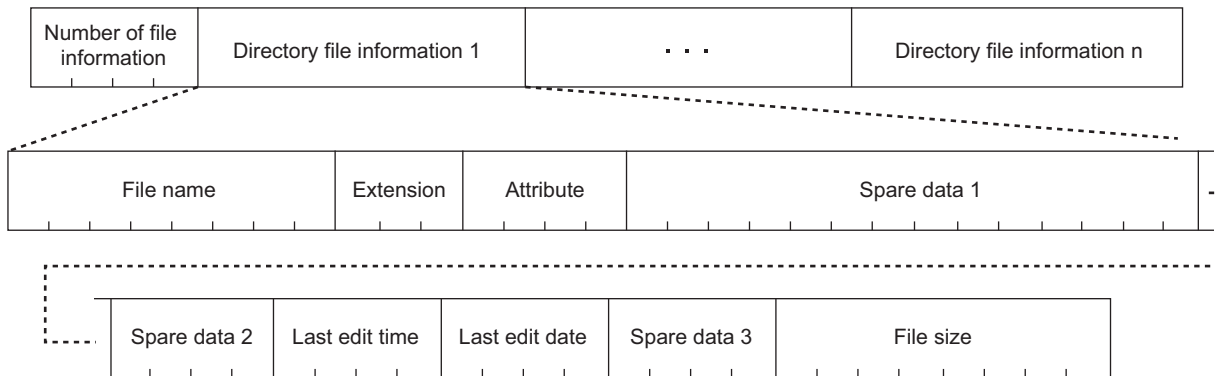 Number of file
information
Directory file information 1
· · ·
Directory file information n
File name
Extension
Attribute
Spare data 1
Spare data 2
Last edit time
Last edit date
Spare data 3
File size